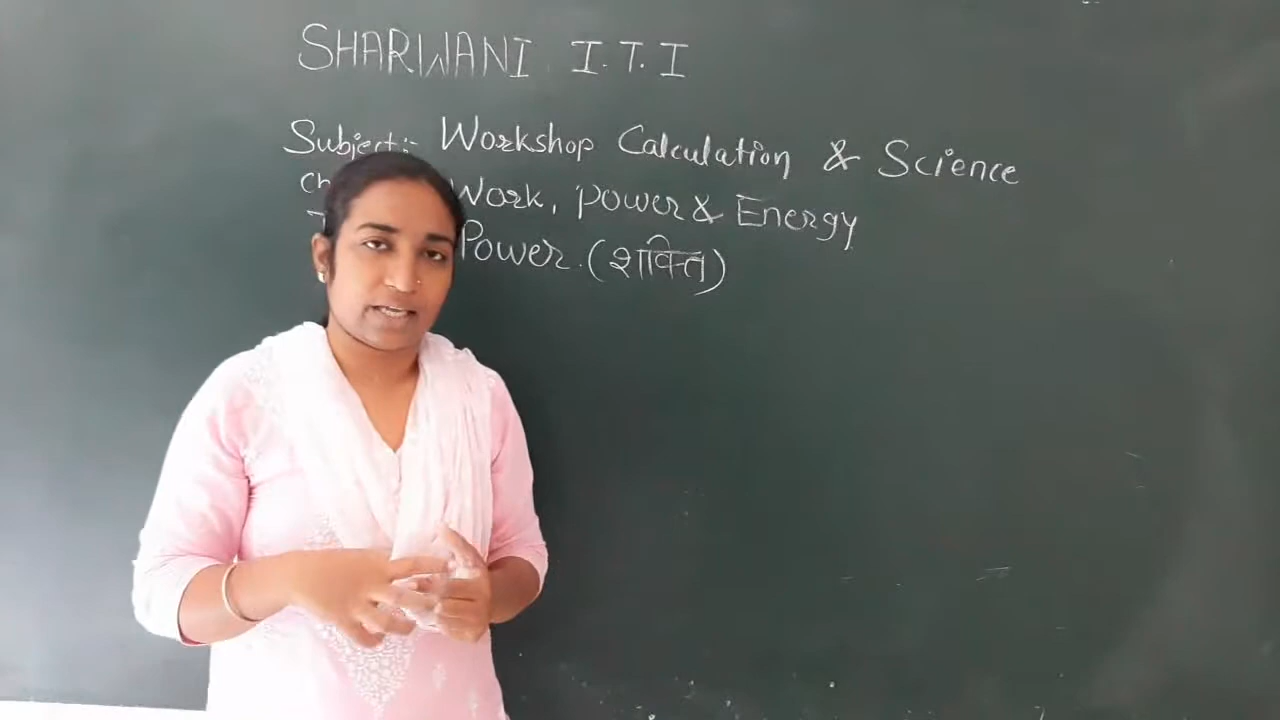 SHARWANI I.T.I
Subject:- Workshop Calculation & Science
Work, Power & Energy
Power. (शक्ति)